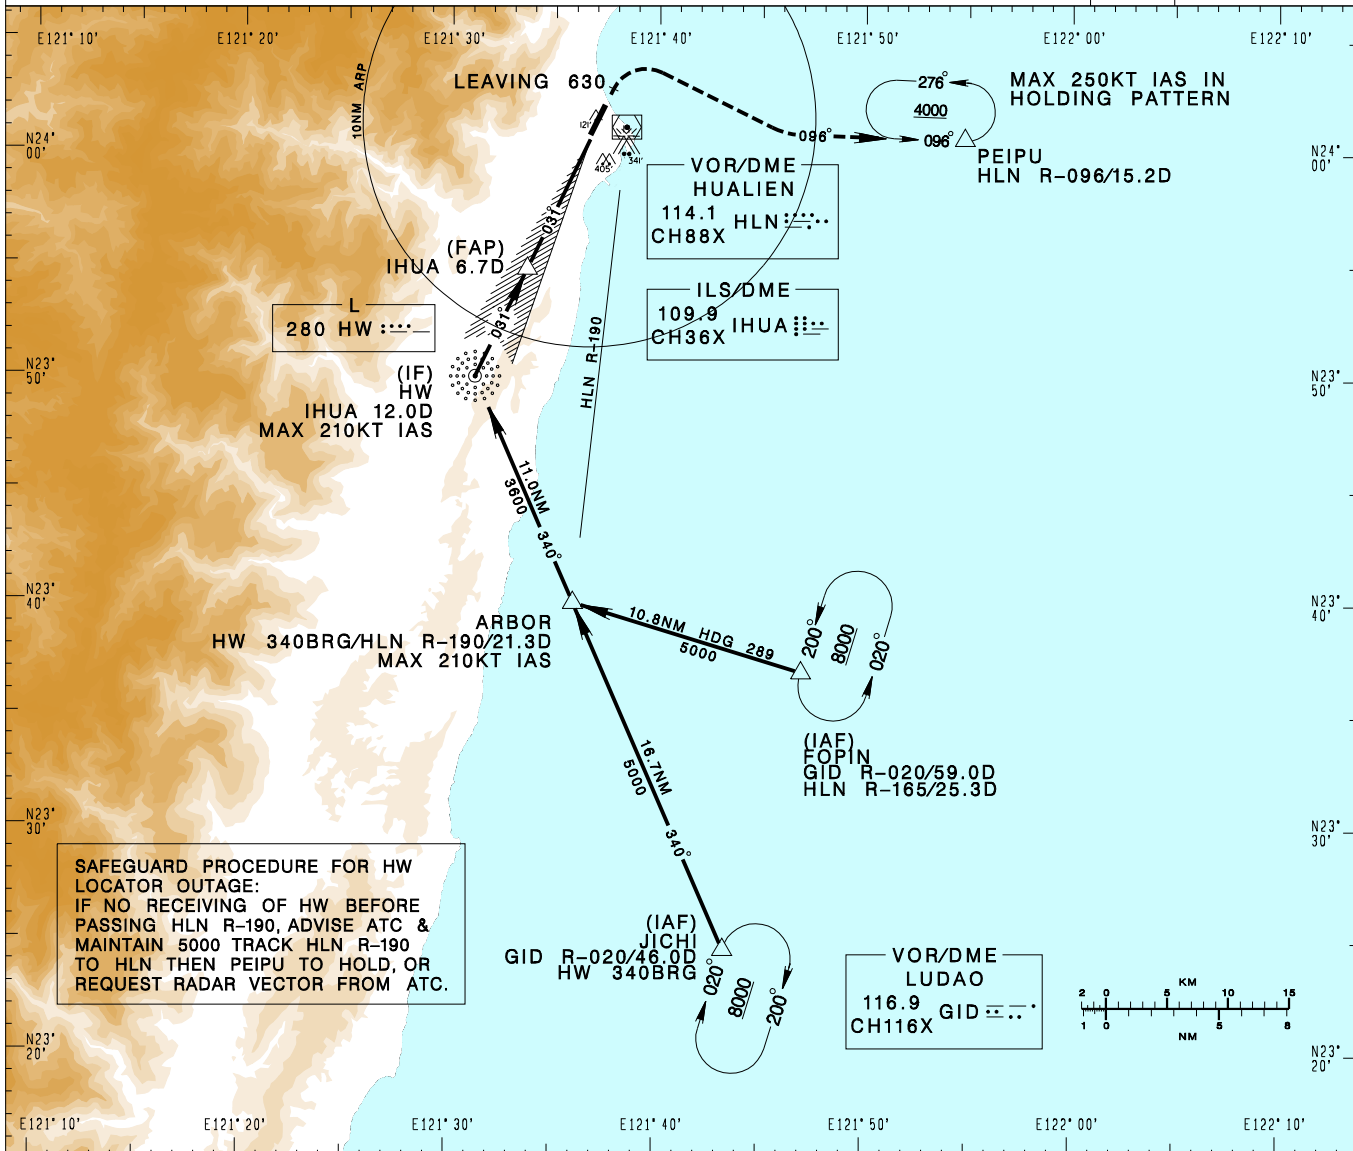 E121° 10'
E121° 20'
E121° 30'
E121° 40'
E121° 50'
E122° 00'
E122° 10'
10NM ARP
LEAVING 630
276°
4000
096°
096°
MAX 250KT IAS IN
HOLDING PATTERN
PEIPU
HLN R-096/15.2D
N24°
00'
N24°
00'
121'
405'
341'
VOR/DME
HUALIEN
114.1
CH88X
HLN
031°
(FAP)
IHUA 6.7D
ILS/DME
109.9
CH36X
IHUA
L
280 HW
031°
HLN R-190
N23°
50'
N23°
50'
(IF)
HW
IHUA 12.0D
MAX 210KT IAS
11.0NM
3600
340°
N23°
40'
N23°
40'
ARBOR
HW 340BRG/HLN R-190/21.3D
MAX 210KT IAS
10.8NM HDG 289
5000
200°
8000
020°
(IAF)
FOPIN
GID R-020/59.0D
HLN R-165/25.3D
16.7NM
5000
340°
N23°
30'
N23°
30'
SAFEGUARD PROCEDURE FOR HW
LOCATOR OUTAGE:
IF NO RECEIVING OF HW BEFORE
PASSING HLN R-190, ADVISE ATC &
MAINTAIN 5000 TRACK HLN R-190
TO HLN THEN PEIPU TO HOLD, OR
REQUEST RADAR VECTOR FROM ATC.
(IAF)
JICHI
GID R-020/46.0D
HW 340BRG
020°
8000
200°
VOR/DME
LUDAO
116.9
CH116X
GID
KM
2 0 5 10 15
1 0 5 8
NM
N23°
20'
N23°
20'
E121° 10'
E121° 20'
E121° 30'
E121° 40'
E121° 50'
E122° 00'
E122° 10'